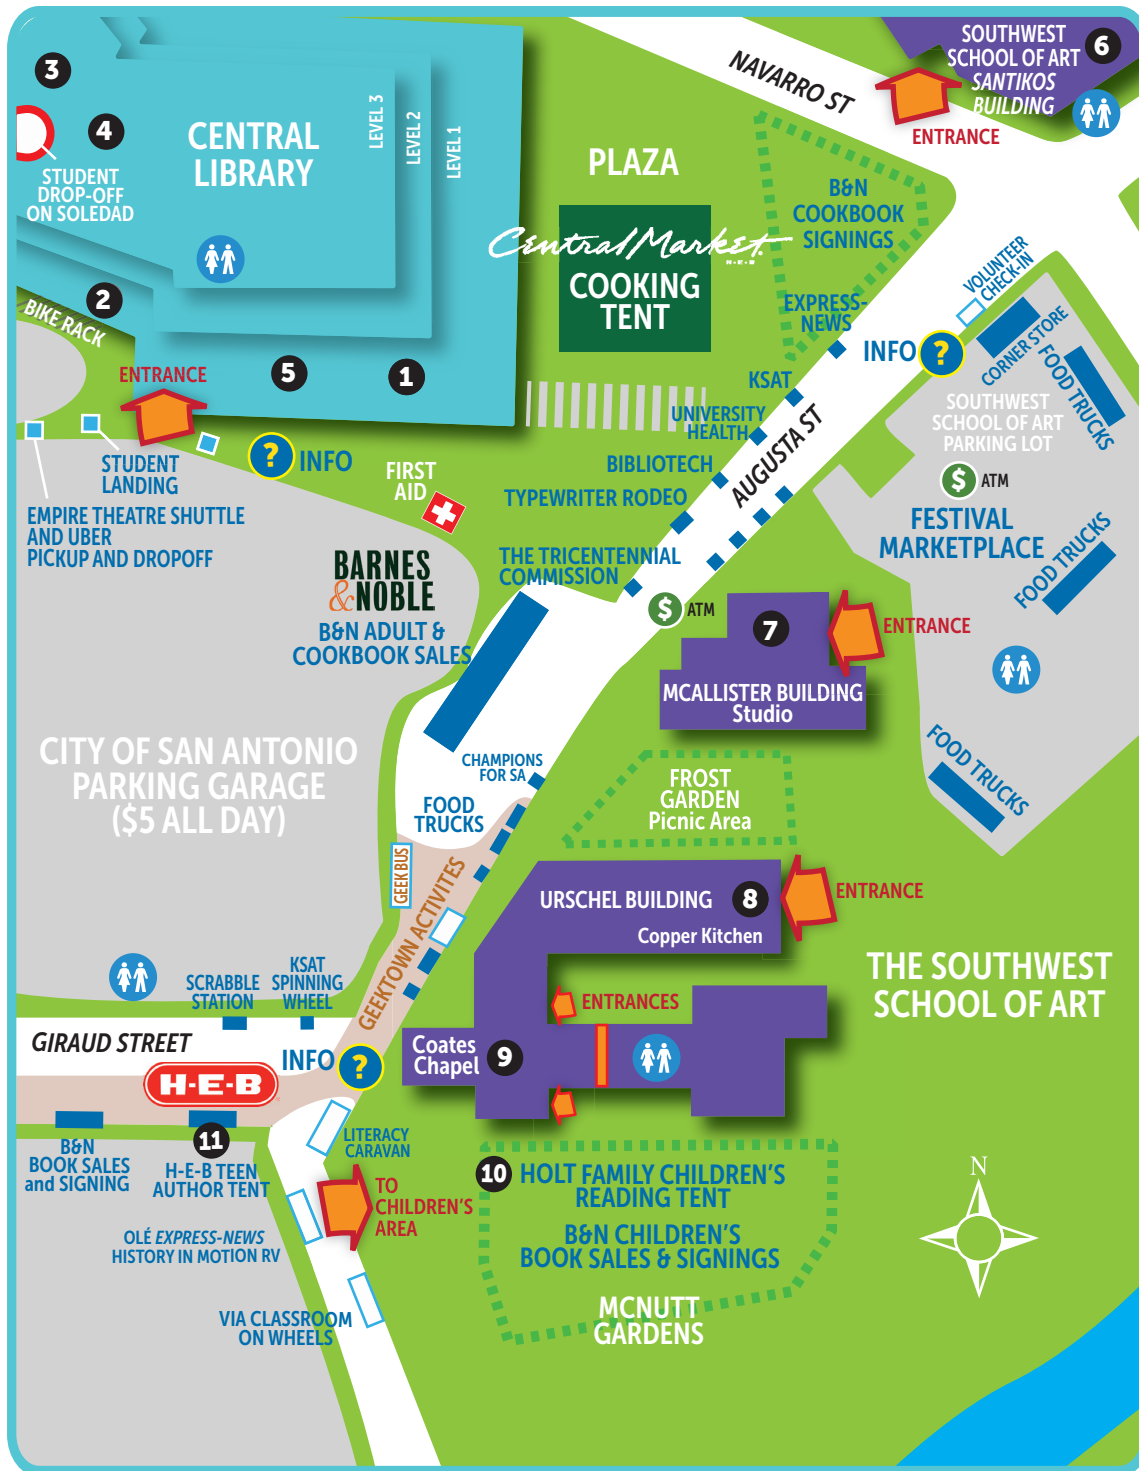 NAVARRO ST
SOUTHWEST
SCHOOL OF ART
SANTIKOS
BUILDING
6
ENTRANCE
3
4
STUDENT
DROP-OFF
ON SOLEDAD
CENTRAL
LIBRARY
LEVEL 3
LEVEL 2
LEVEL 1
PLAZA
Central Market
H-E-B
COOKING
TENT
B&N
COOKBOOK
SIGNINGS
EXPRESS-
NEWS
VOLUNTEER
CHECK-IN
INFO
?
CORNER STORE
FOOD TRUCKS
2
BIKE RACK
ENTRANCE
5
1
KSAT
UNIVERSITY
HEALTH
AUGUSTA ST
SOUTHWEST
SCHOOL OF ART
PARKING LOT
$
ATM
STUDENT
LANDING
?
INFO
FIRST
AID
BIBLIOTECH
TYPEWRITER RODEO
EMPIRE THEATRE SHUTTLE
AND UBER
PICKUP AND DROPOFF
FESTIVAL
MARKETPLACE
FOOD TRUCKS
THE TRICENTENNIAL
COMMISSION
BARNES
&NOBLE
B&N ADULT &
COOKBOOK SALES
$
ATM
7
ENTRANCE
MCALLISTER BUILDING
Studio
CITY OF SAN ANTONIO
PARKING GARAGE
($5 ALL DAY)
CHAMPIONS
FOR SA
FOOD
TRUCKS
FROST
GARDEN
Picnic Area
FOOD TRUCKS
GEEK BUS
GEEKTOWN ACTIVITES
URSCHEL BUILDING
8
Copper Kitchen
ENTRANCE
THE SOUTHWEST
SCHOOL OF ART
SCRABBLE
STATION
KSAT
SPINNING
WHEEL
ENTRANCES
GIRAUD STREET
INFO
?
Coates
Chapel
9
H-E-B
B&N
BOOK SALES
and SIGNING
11
H-E-B TEEN
AUTHOR TENT
LITERACY
CARAVAN
TO
CHILDREN'S
AREA
10
HOLT FAMILY CHILDREN'S
READING TENT
B&N CHILDREN'S
BOOK SALES & SIGNINGS
MCNUTT
GARDENS
N
OLÉ EXPRESS-NEWS
HISTORY IN MOTION RV
VIA CLASSROOM
ON WHEELS